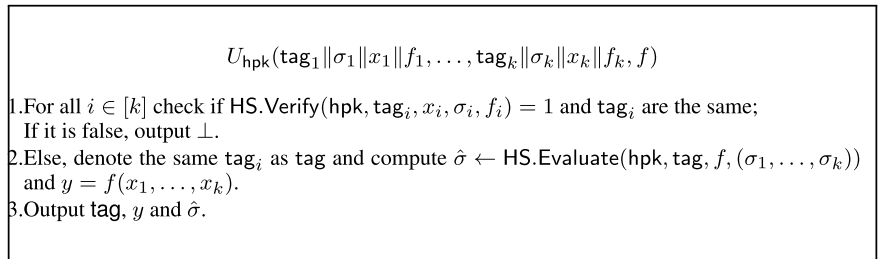 U_hpk(tag_1‖σ_1‖x_1‖f_1, . . . , tag_k‖σ_k‖x_k‖f_k, f)
1.For all i ∈ [k] check if HS.Verify(hpk, tag_i, x_i, σ_i, f_i) = 1 and tag_i are the same;
If it is false, output ⊥.
2.Else, denote the same tag_i as tag and compute σ̂ ← HS.Evaluate(hpk, tag, f, (σ_1, . . . , σ_k))
and y = f(x_1, . . . , x_k).
3.Output tag, y and σ̂.